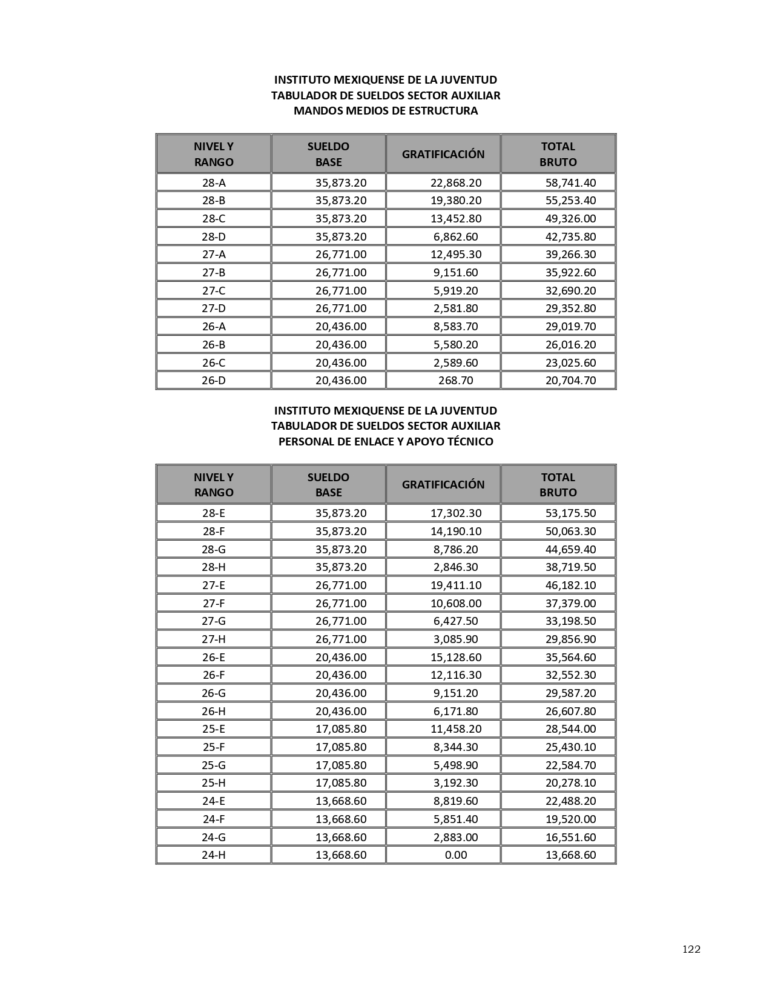 INSTITUTO MEXIQUENSE DE LA JUVENTUD
TABULADOR DE SUELDOS SECTOR AUXILIAR
MANDOS MEDIOS DE ESTRUCTURA
NIVEL Y RANGO SUELDO BASE GRATIFICACIÓN TOTAL BRUTO
28-A 35,873.20 22,868.20 58,741.40
28-B 35,873.20 19,380.20 55,253.40
28-C 35,873.20 13,452.80 49,326.00
28-D 35,873.20 6,862.60 42,735.80
27-A 26,771.00 12,495.30 39,266.30
27-B 26,771.00 9,151.60 35,922.60
27-C 26,771.00 5,919.20 32,690.20
27-D 26,771.00 2,581.80 29,352.80
26-A 20,436.00 8,583.70 29,019.70
26-B 20,436.00 5,580.20 26,016.20
26-C 20,436.00 2,589.60 23,025.60
26-D 20,436.00 268.70 20,704.70
INSTITUTO MEXIQUENSE DE LA JUVENTUD
TABULADOR DE SUELDOS SECTOR AUXILIAR
PERSONAL DE ENLACE Y APOYO TÉCNICO
NIVEL Y RANGO SUELDO BASE GRATIFICACIÓN TOTAL BRUTO
28-E 35,873.20 17,302.30 53,175.50
28-F 35,873.20 14,190.10 50,063.30
28-G 35,873.20 8,786.20 44,659.40
28-H 35,873.20 2,846.30 38,719.50
27-E 26,771.00 19,411.10 46,182.10
27-F 26,771.00 10,608.00 37,379.00
27-G 26,771.00 6,427.50 33,198.50
27-H 26,771.00 3,085.90 29,856.90
26-E 20,436.00 15,128.60 35,564.60
26-F 20,436.00 12,116.30 32,552.30
26-G 20,436.00 9,151.20 29,587.20
26-H 20,436.00 6,171.80 26,607.80
25-E 17,085.80 11,458.20 28,544.00
25-F 17,085.80 8,344.30 25,430.10
25-G 17,085.80 5,498.90 22,584.70
25-H 17,085.80 3,192.30 20,278.10
24-E 13,668.60 8,819.60 22,488.20
24-F 13,668.60 5,851.40 19,520.00
24-G 13,668.60 2,883.00 16,551.60
24-H 13,668.60 0.00 13,668.60
122